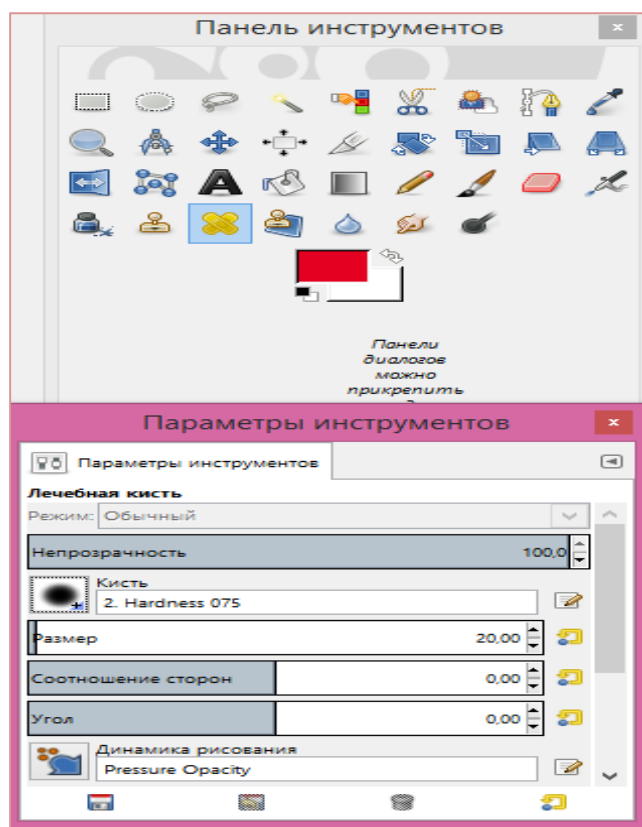 Панель инструментов
Панели
диалогов
можно
прикрепить
Параметры инструментов
Параметры инструментов
Лечебная кисть
Режим: Обычный
Непрозрачность 100,0
Кисть
2. Hardness 075
Размер 20,00
Соотношение сторон 0,00
Угол 0,00
Динамика рисования
Pressure Opacity